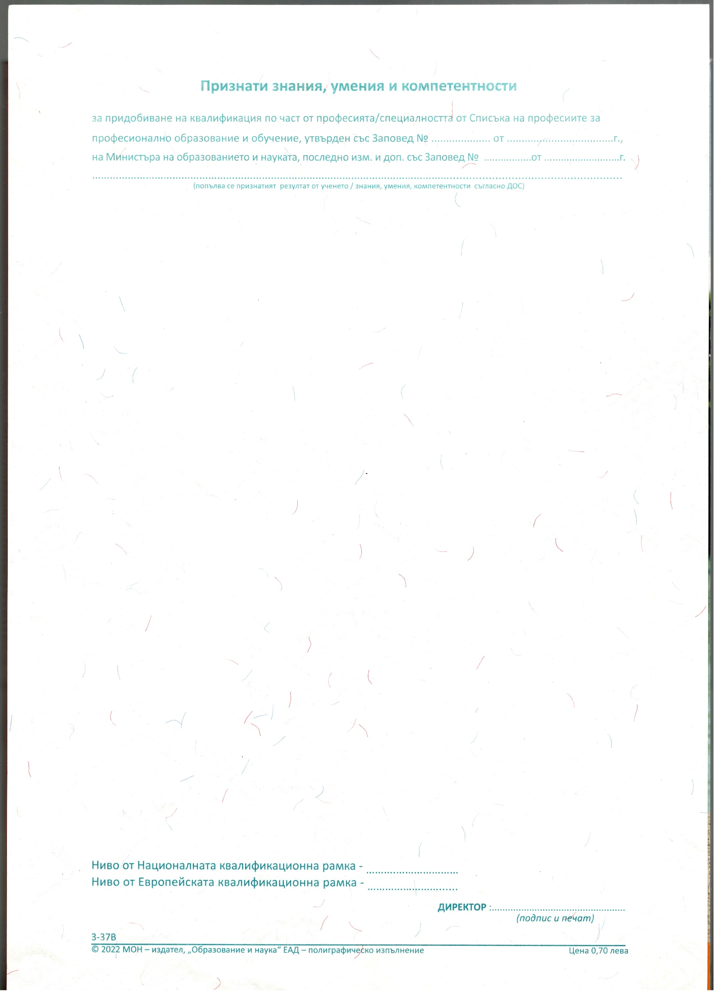 Признати знания, умения и компетентности
за придобиване на квалификация по част от професията/специалността от Списъка на професиите за
професионално образование и обучение, утвърден със Заповед № .................... от ....................................г.,
на Министъра на образованието и науката, последно изм. и доп. със Заповед № ................от ..........................г.
....................................................................................................................................................................................
(попълва се признатият резултат от ученето / знания, умения, компетентности съгласно ДОС)
Ниво от Националната квалификационна рамка - ...............................
Ниво от Европейската квалификационна рамка - ...............................
ДИРЕКТОР :..............................................
(подпис и печат)
3-37В
© 2022 МОН – издател, „Образование и наука“ ЕАД – полиграфическо изпълнение Цена 0,70 лева